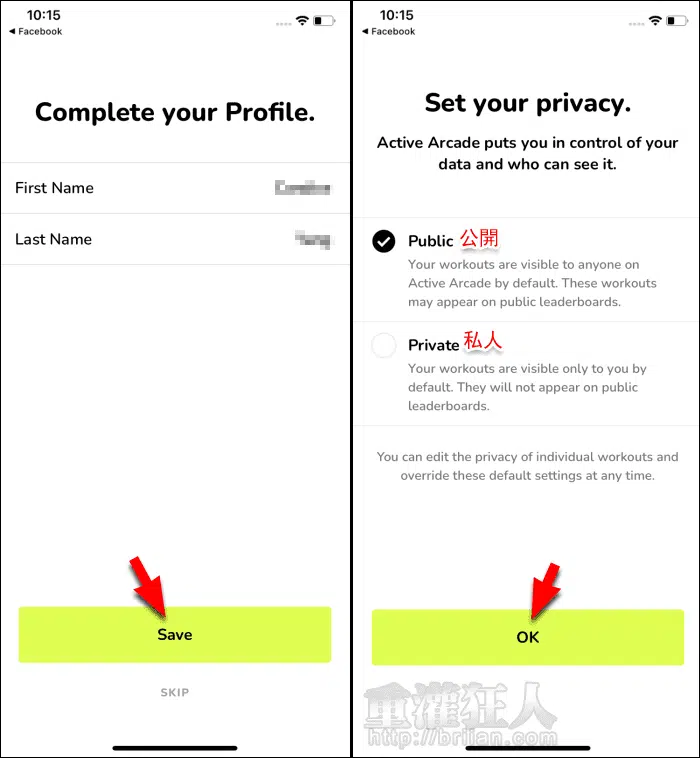 10:15
◀ Facebook
Complete your Profile.
First Name
Last Name
Save
SKIP
10:15
◀ Facebook
Set your privacy.
Active Arcade puts you in control of your
data and who can see it.
Public 公開
Your workouts are visible to anyone on
Active Arcade by default. These workouts
may appear on public leaderboards.
Private 私人
Your workouts are visible only to you by
default. They will not appear on public
leaderboards.
You can edit the privacy of individual workouts and
override these default settings at any time.
OK
重灌狂人
http://briian.com